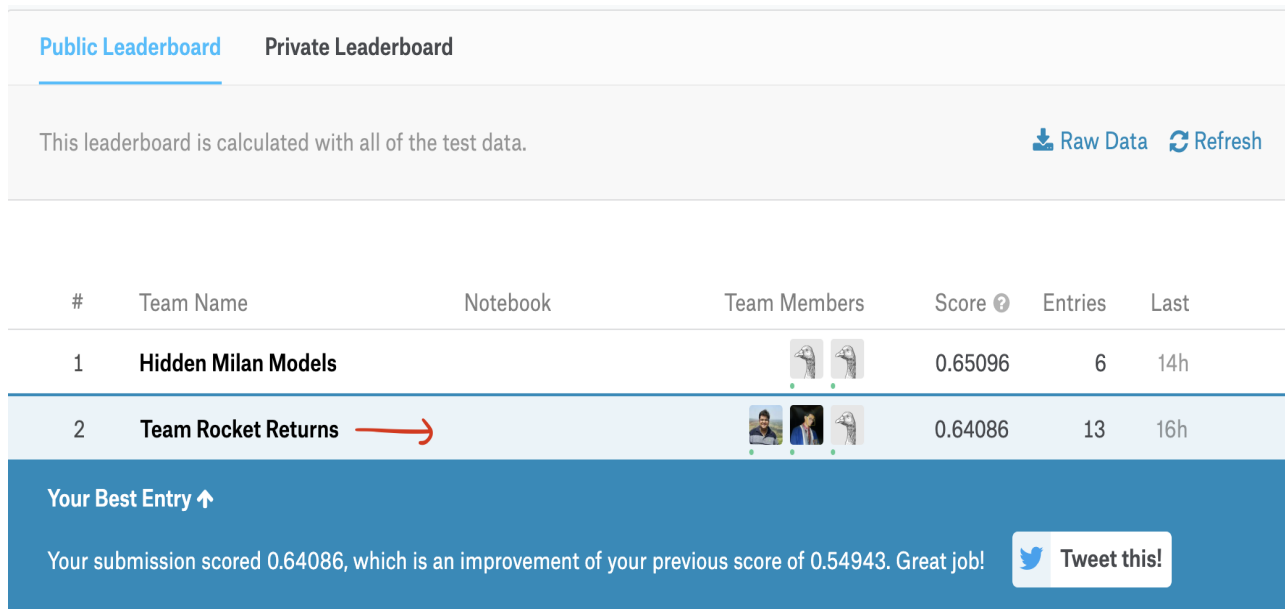 Public Leaderboard Private Leaderboard
This leaderboard is calculated with all of the test data. Raw Data Refresh
# Team Name Notebook Team Members Score ? Entries Last
1 Hidden Milan Models 0.65096 6 14h
2 Team Rocket Returns 0.64086 13 16h
Your Best Entry
Your submission scored 0.64086, which is an improvement of your previous score of 0.54943. Great job! Tweet this!